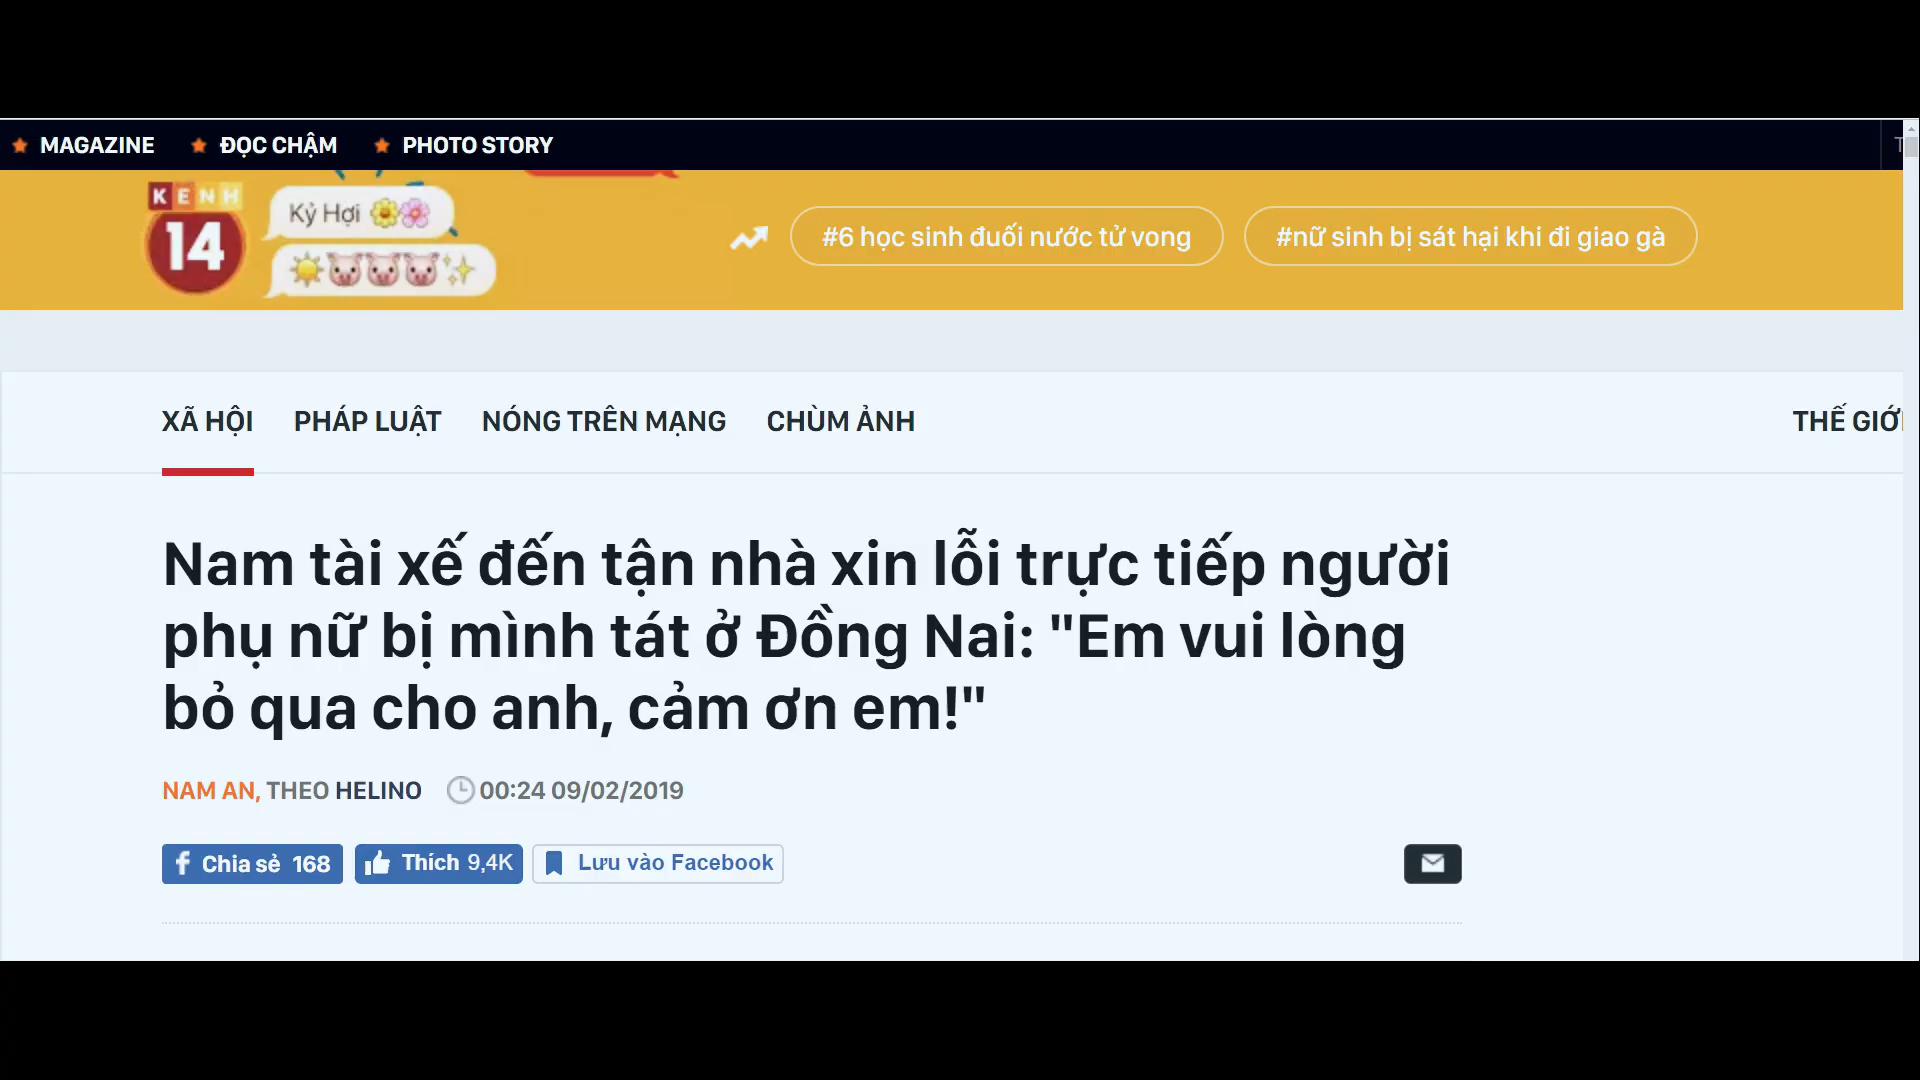 MAGAZINE ĐỌC CHẬM PHOTO STORY
KENH
14
Kỷ Hợi
#6 học sinh đuối nước tử vong #nữ sinh bị sát hại khi đi giao gà
XÃ HỘI PHÁP LUẬT NÓNG TRÊN MẠNG CHÙM ẢNH THẾ GIỚI
Nam tài xế đến tận nhà xin lỗi trực tiếp người
phụ nữ bị mình tát ở Đồng Nai: "Em vui lòng
bỏ qua cho anh, cảm ơn em!"
NAM AN, THEO HELINO 00:24 09/02/2019
Chia sẻ 168 Thích 9,4K Lưu vào Facebook